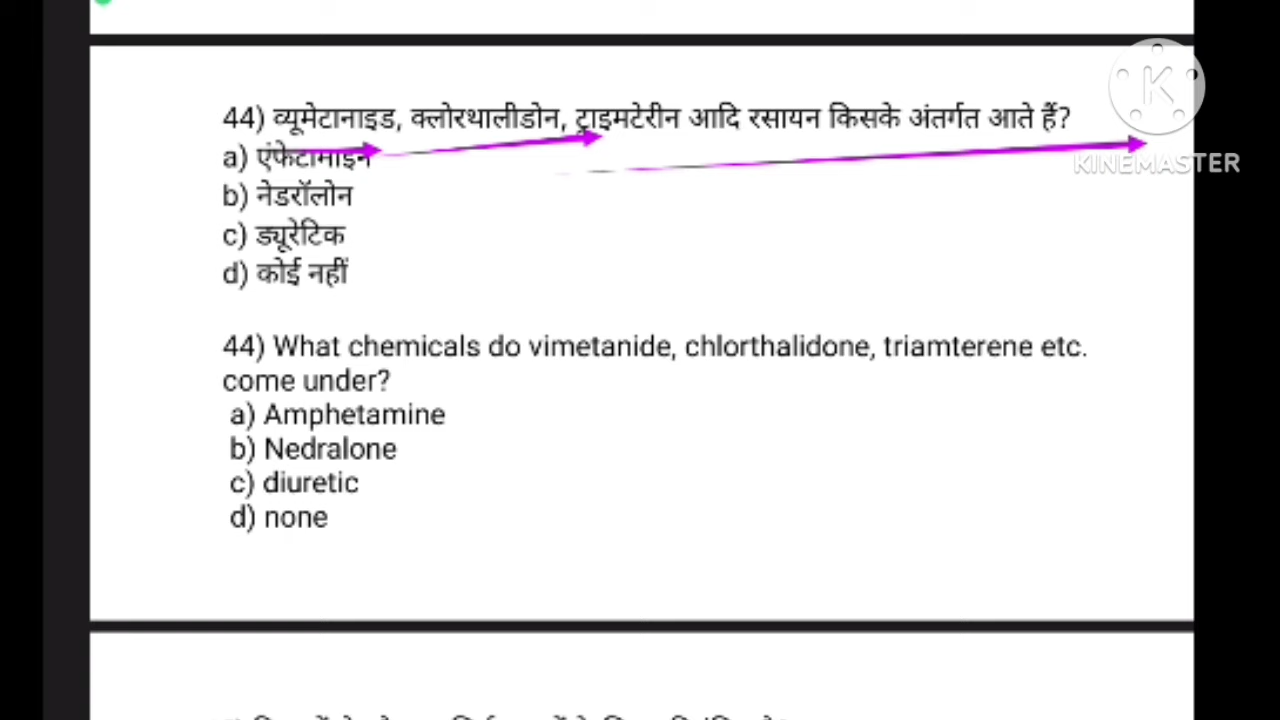 44) व्यूमेटानाइड, क्लोरथालीडोन, ट्राइमटेरीन आदि रसायन किसके अंतर्गत आते हैं?
a) एंफेटामाइन
KINEMASTER
b) नेडरॉलोन
c) ड्यूरेटिक
d) कोई नहीं
44) What chemicals do vimetanide, chlorthalidone, triamterene etc.
come under?
a) Amphetamine
b) Nedralone
c) diuretic
d) none